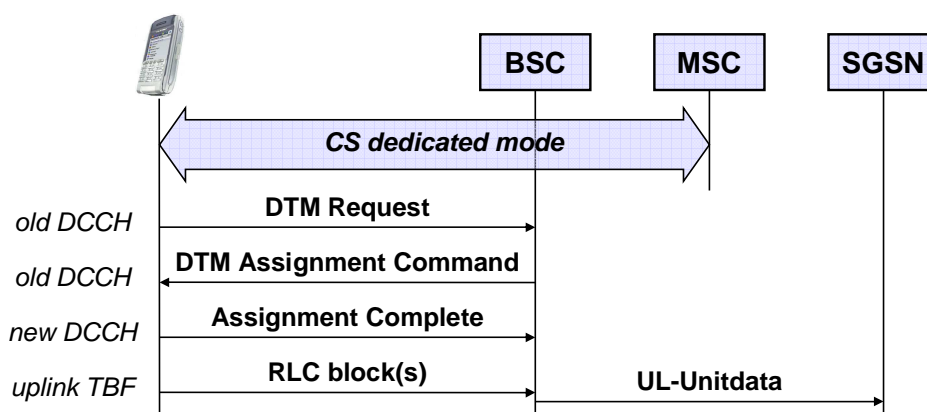 BSC
MSC
SGSN
CS dedicated mode
old DCCH
DTM Request
old DCCH
DTM Assignment Command
new DCCH
Assignment Complete
uplink TBF
RLC block(s)
UL-Unitdata